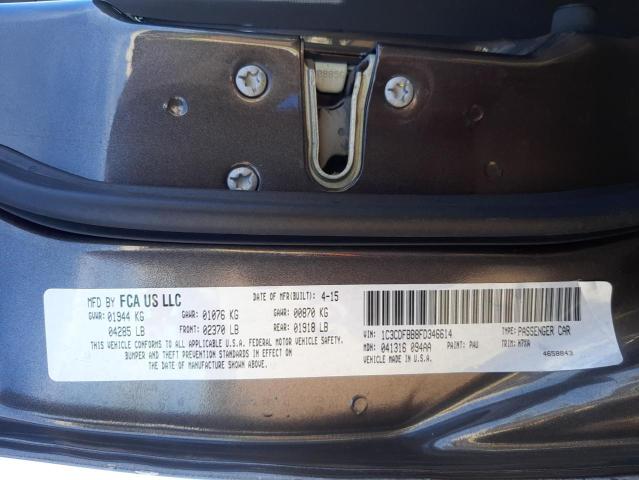 MFD BY FCA US LLC
DATE OF MFR(BUILT): 4-15
GVWR: 01944 KG GAWR: 01076 KG GAWR: 00870 KG
04285 LB FRONT: 02370 LB REAR: 01918 LB
THIS VEHICLE CONFORMS TO ALL APPLICABLE U.S.A. FEDERAL MOTOR VEHICLE SAFETY,
BUMPER AND THEFT PREVENTION STANDARDS IN EFFECT ON
THE DATE OF MANUFACTURE SHOWN ABOVE.
VIN: 1C3CDFBB8FD346614 TYPE: PASSENGER CAR
MDH: 041316 094AA PAINT: PAU TRIM: M7XA
VEHICLE MADE IN U.S.A. 4658843